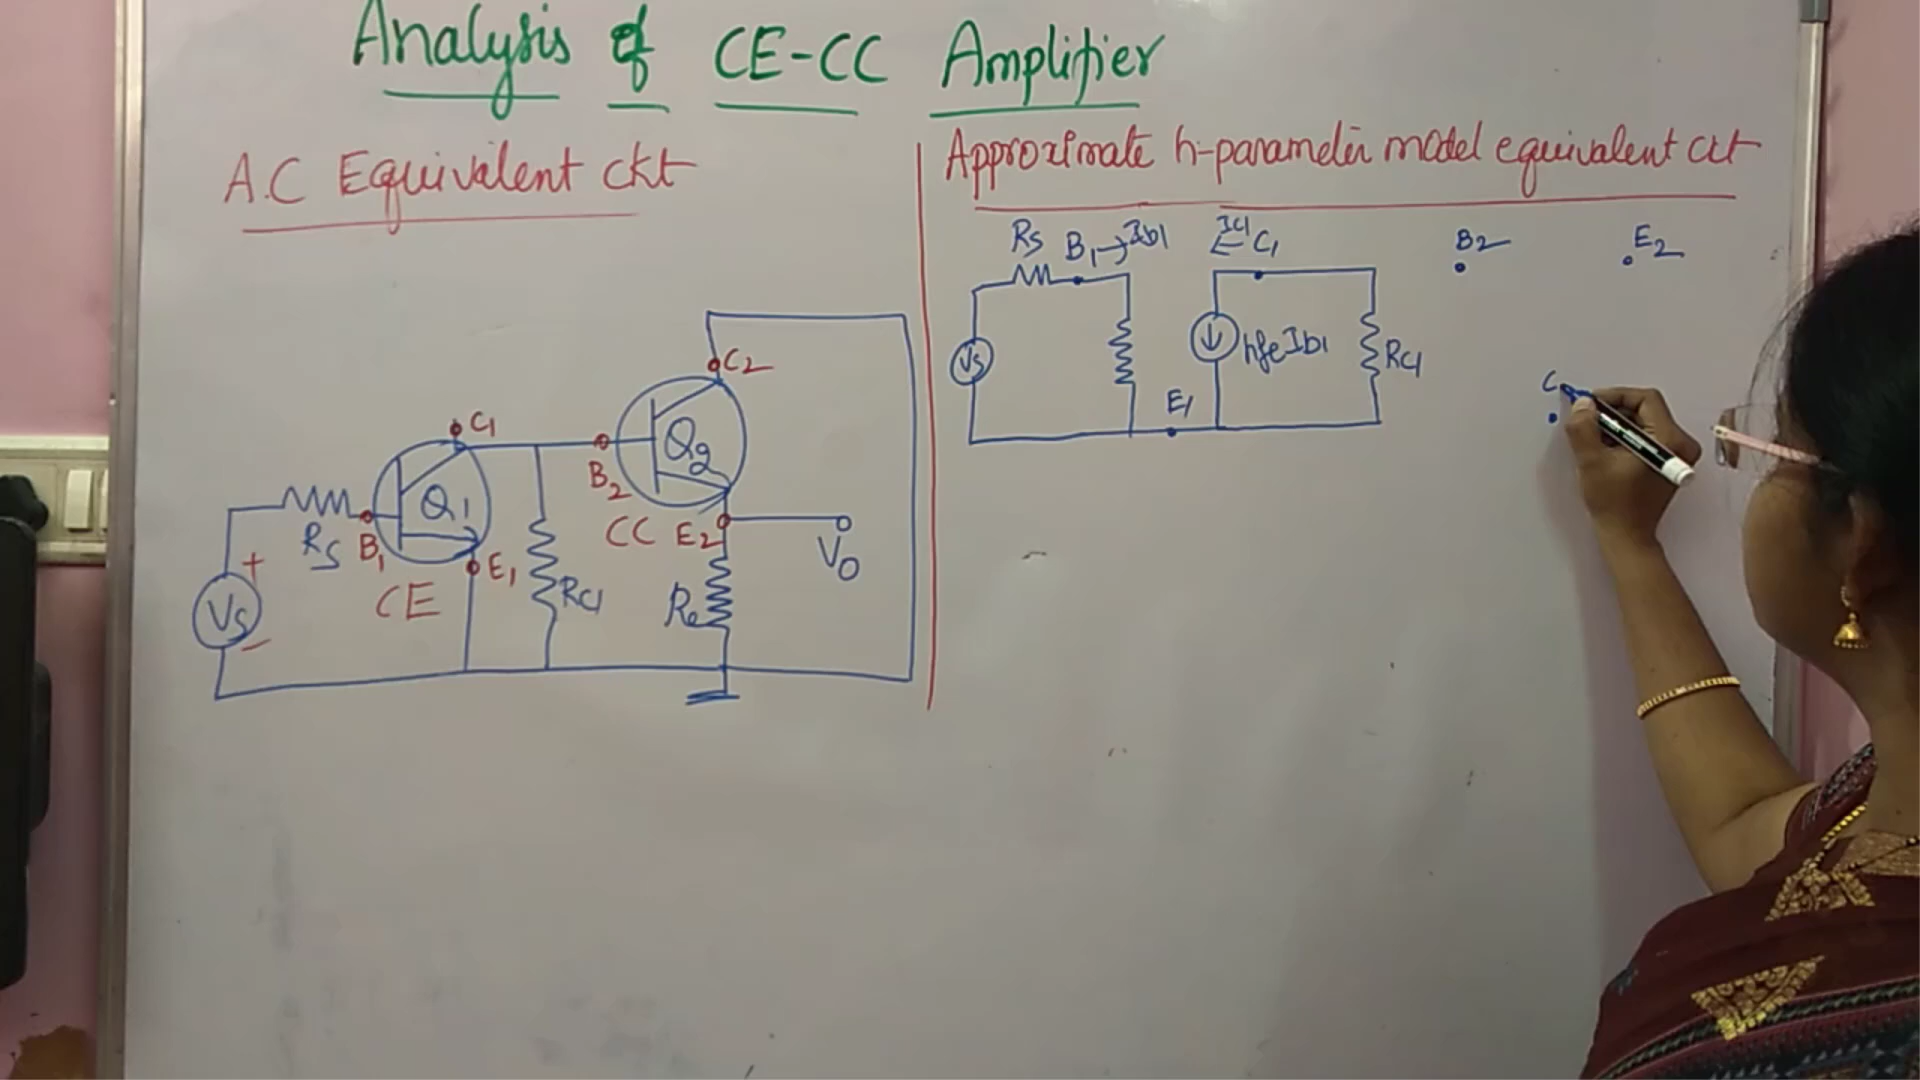 Analysis of CE-CC Amplifier
A.C Equivalent ckt
Approximate h-parameter model equivalent ckt
Rs B1 → Ib1
Ic1
← C1
B2
E2
Vs
hfe Ib1
Rc1
E1
C
C2
C1
Q2
B2
Q1
CC E2
Rs B1
E1
Vo
+
CE
Rc1
Re
Vs
−